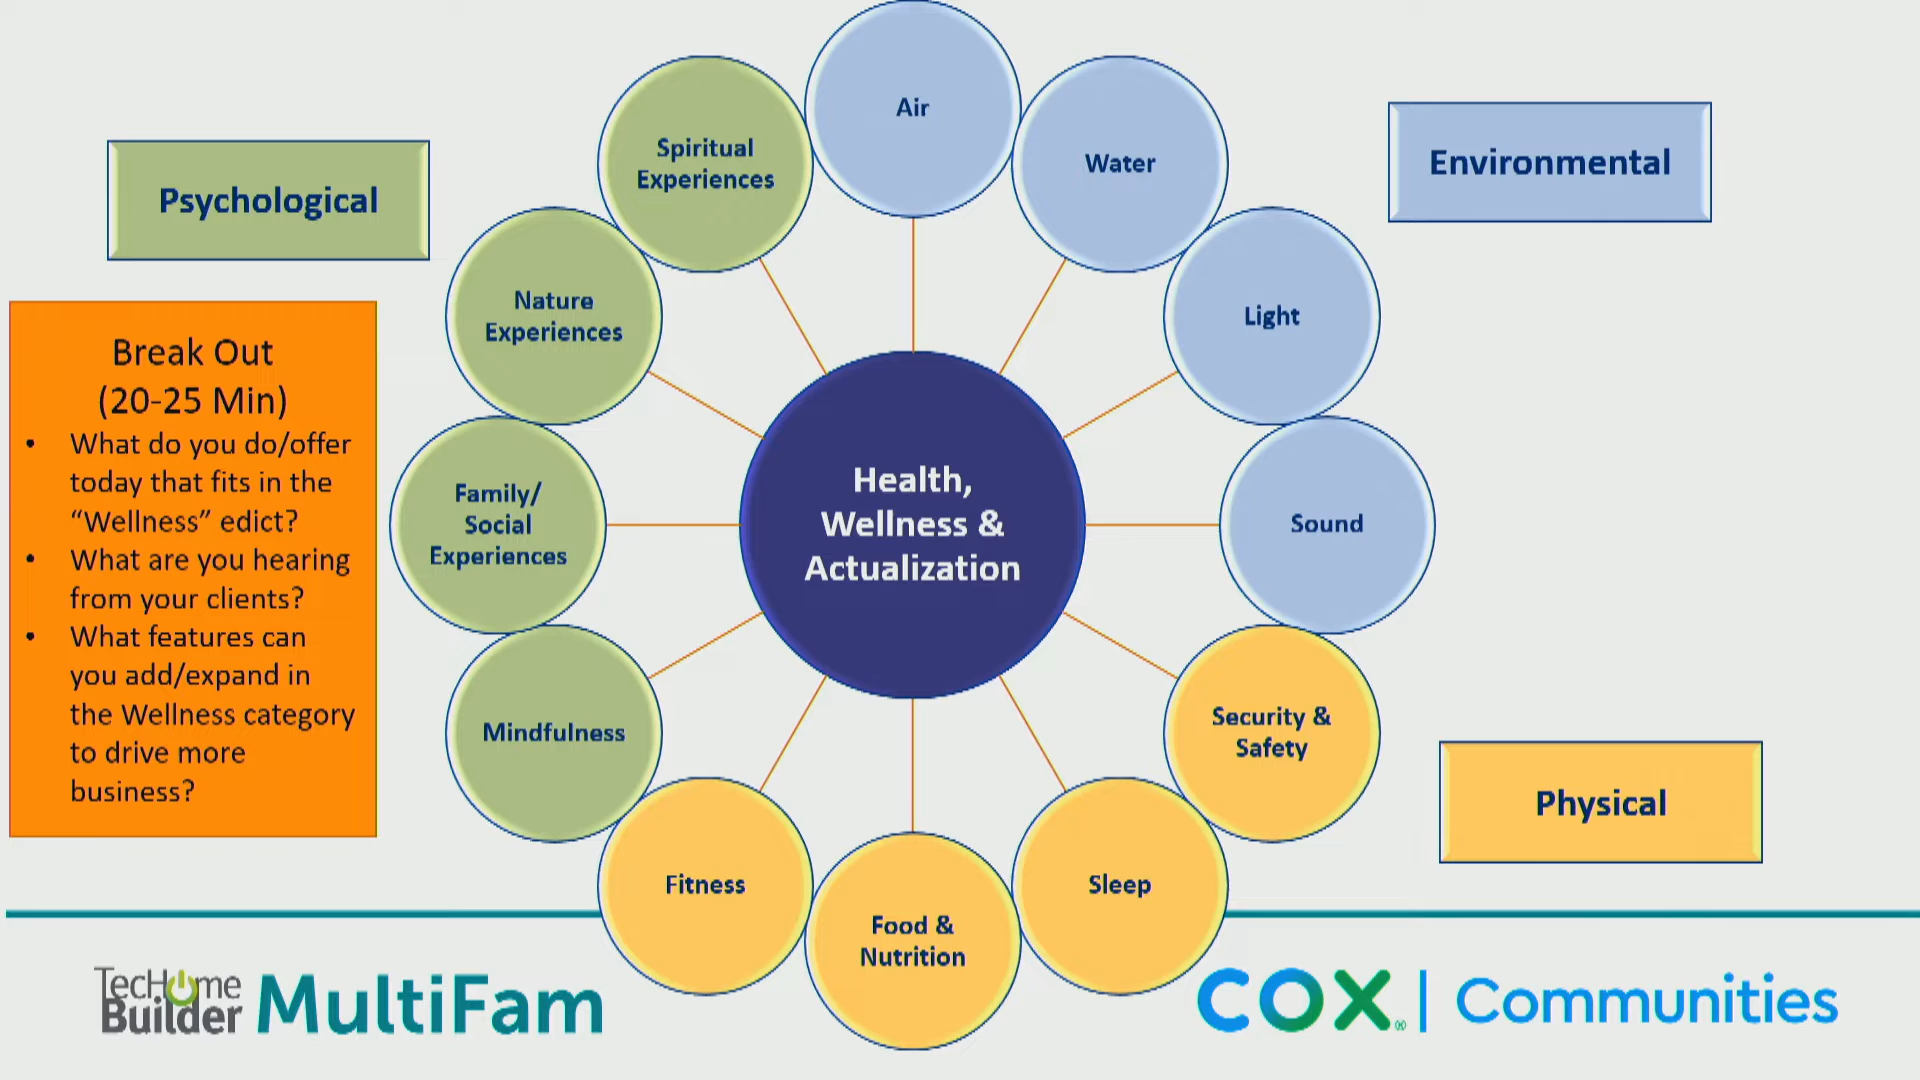 Air
Spiritual
Experiences
Water
Environmental
Psychological
Nature
Experiences
Light
Break Out
(20-25 Min)
• What do you do/offer
today that fits in the
“Wellness” edict?
• What are you hearing
from your clients?
• What features can
you add/expand in
the Wellness category
to drive more
business?
Family/
Social
Experiences
Health,
Wellness &
Actualization
Sound
Mindfulness
Security &
Safety
Physical
Fitness
Food &
Nutrition
Sleep
TecHome
Builder
MultiFam
COX® | Communities